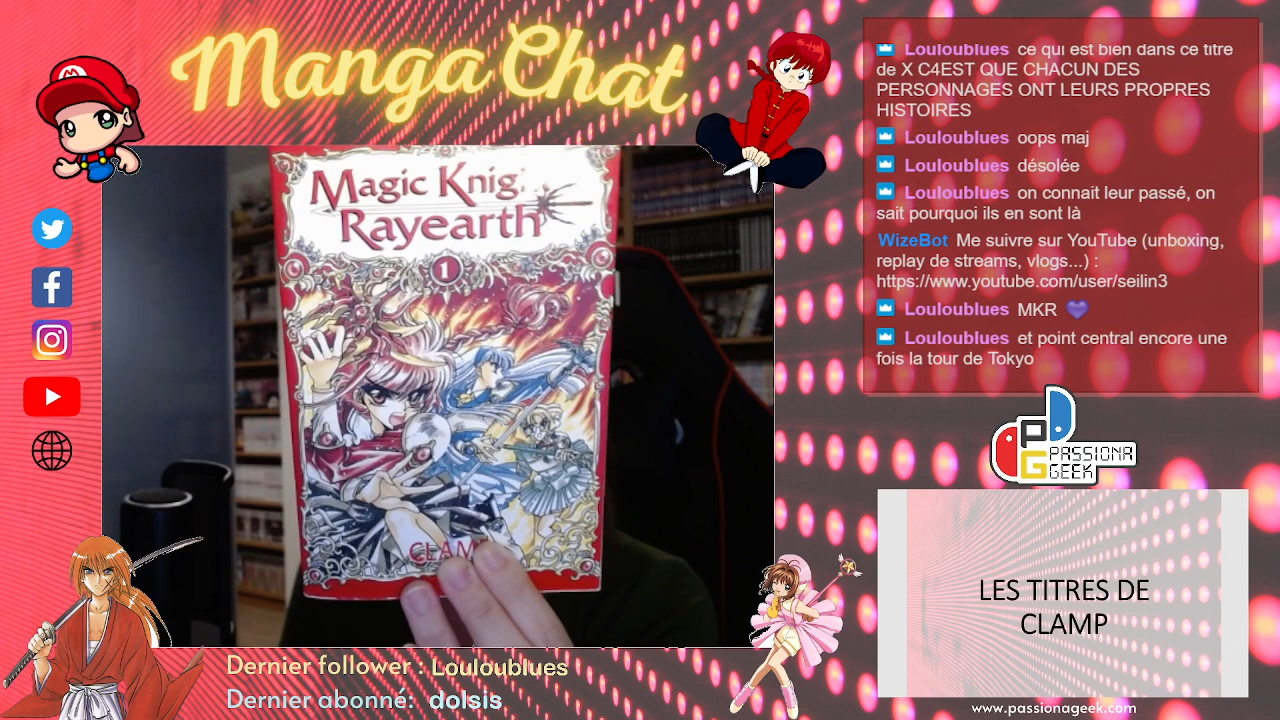 Manga Chat
Magic Knig
Rayearth
1
CLAMP
Louloublues ce qui est bien dans ce titre
de X C4EST QUE CHACUN DES
PERSONNAGES ONT LEURS PROPRES
HISTOIRES
Louloublues oops maj
Louloublues désolée
Louloublues on connait leur passé, on
sait pourquoi ils en sont là
WizeBot Me suivre sur YouTube (unboxing,
replay de streams, vlogs...) :
https://www.youtube.com/user/seilin3
Louloublues MKR 💜
Louloublues et point central encore une
fois la tour de Tokyo
PG
PASSIONA
GEEK
LES TITRES DE
CLAMP
Dernier follower : Louloublues
Dernier abonné: dolsis
www.passionageek.com